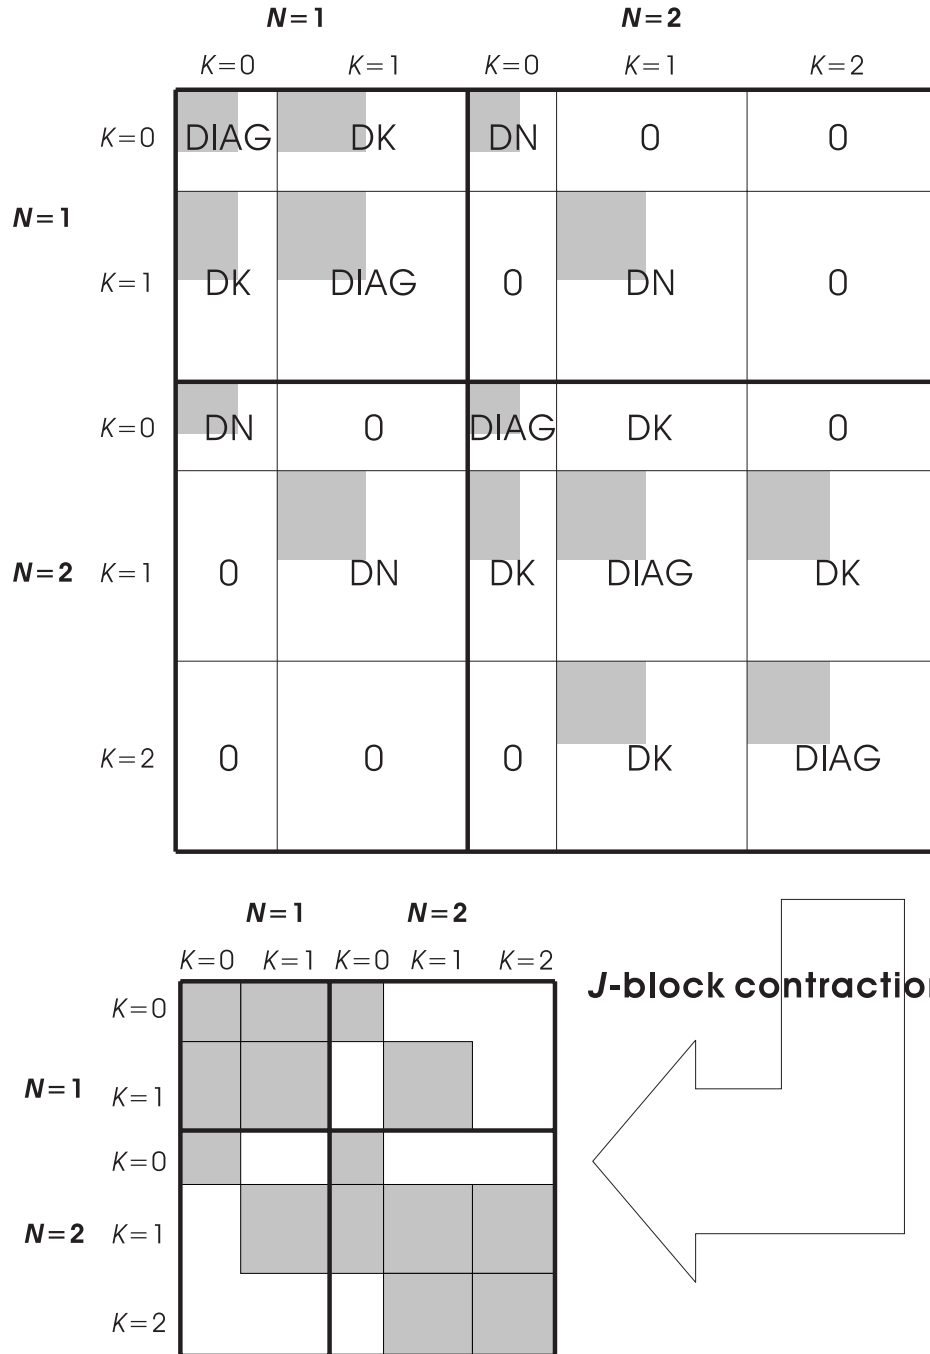 N=1 N=2
K=0 K=1 K=0 K=1 K=2
K=0 DIAG DK DN 0 0
N=1
K=1 DK DIAG 0 DN 0
K=0 DN 0 DIAG DK 0
N=2 K=1 0 DN DK DIAG DK
K=2 0 0 0 DK DIAG
N=1 N=2
K=0 K=1 K=0 K=1 K=2
J-block contractio
K=0
N=1
K=1
K=0
N=2 K=1
K=2